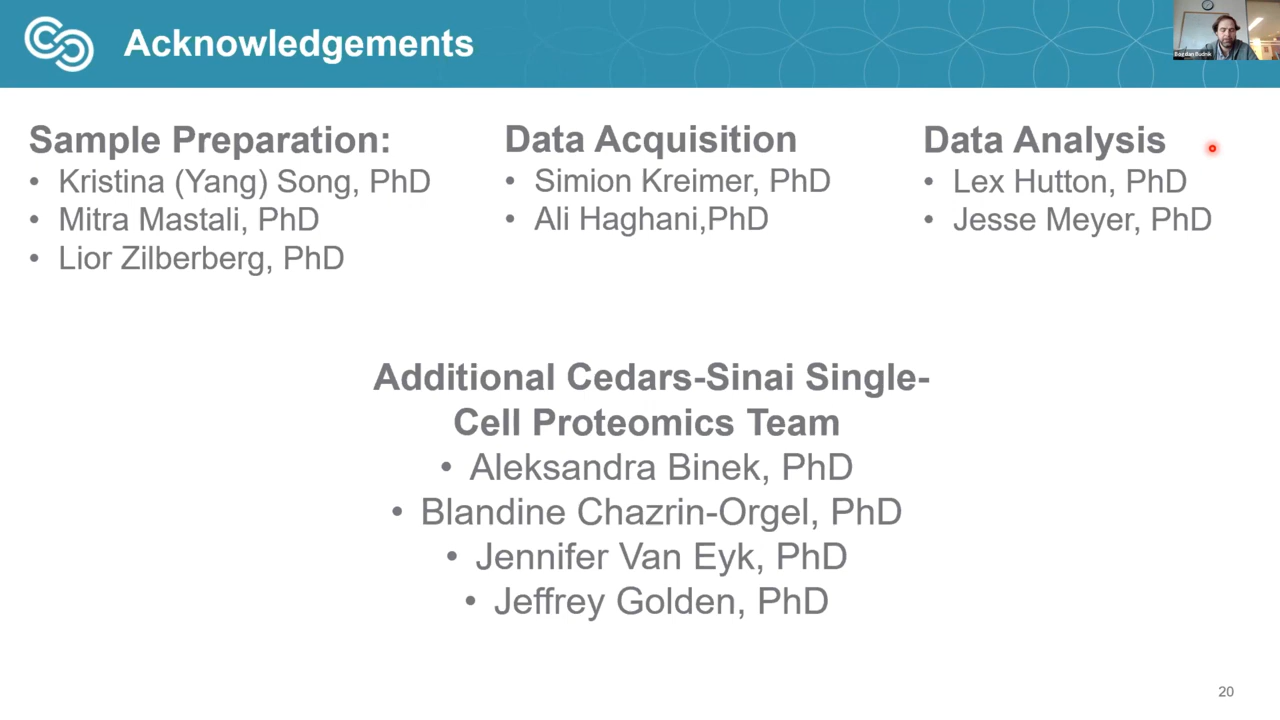 Acknowledgements
Bogdan Budnik
Sample Preparation:
• Kristina (Yang) Song, PhD
• Mitra Mastali, PhD
• Lior Zilberberg, PhD
Data Acquisition
• Simion Kreimer, PhD
• Ali Haghani,PhD
Data Analysis
• Lex Hutton, PhD
• Jesse Meyer, PhD
Additional Cedars-Sinai Single-
Cell Proteomics Team
• Aleksandra Binek, PhD
• Blandine Chazrin-Orgel, PhD
• Jennifer Van Eyk, PhD
• Jeffrey Golden, PhD
20